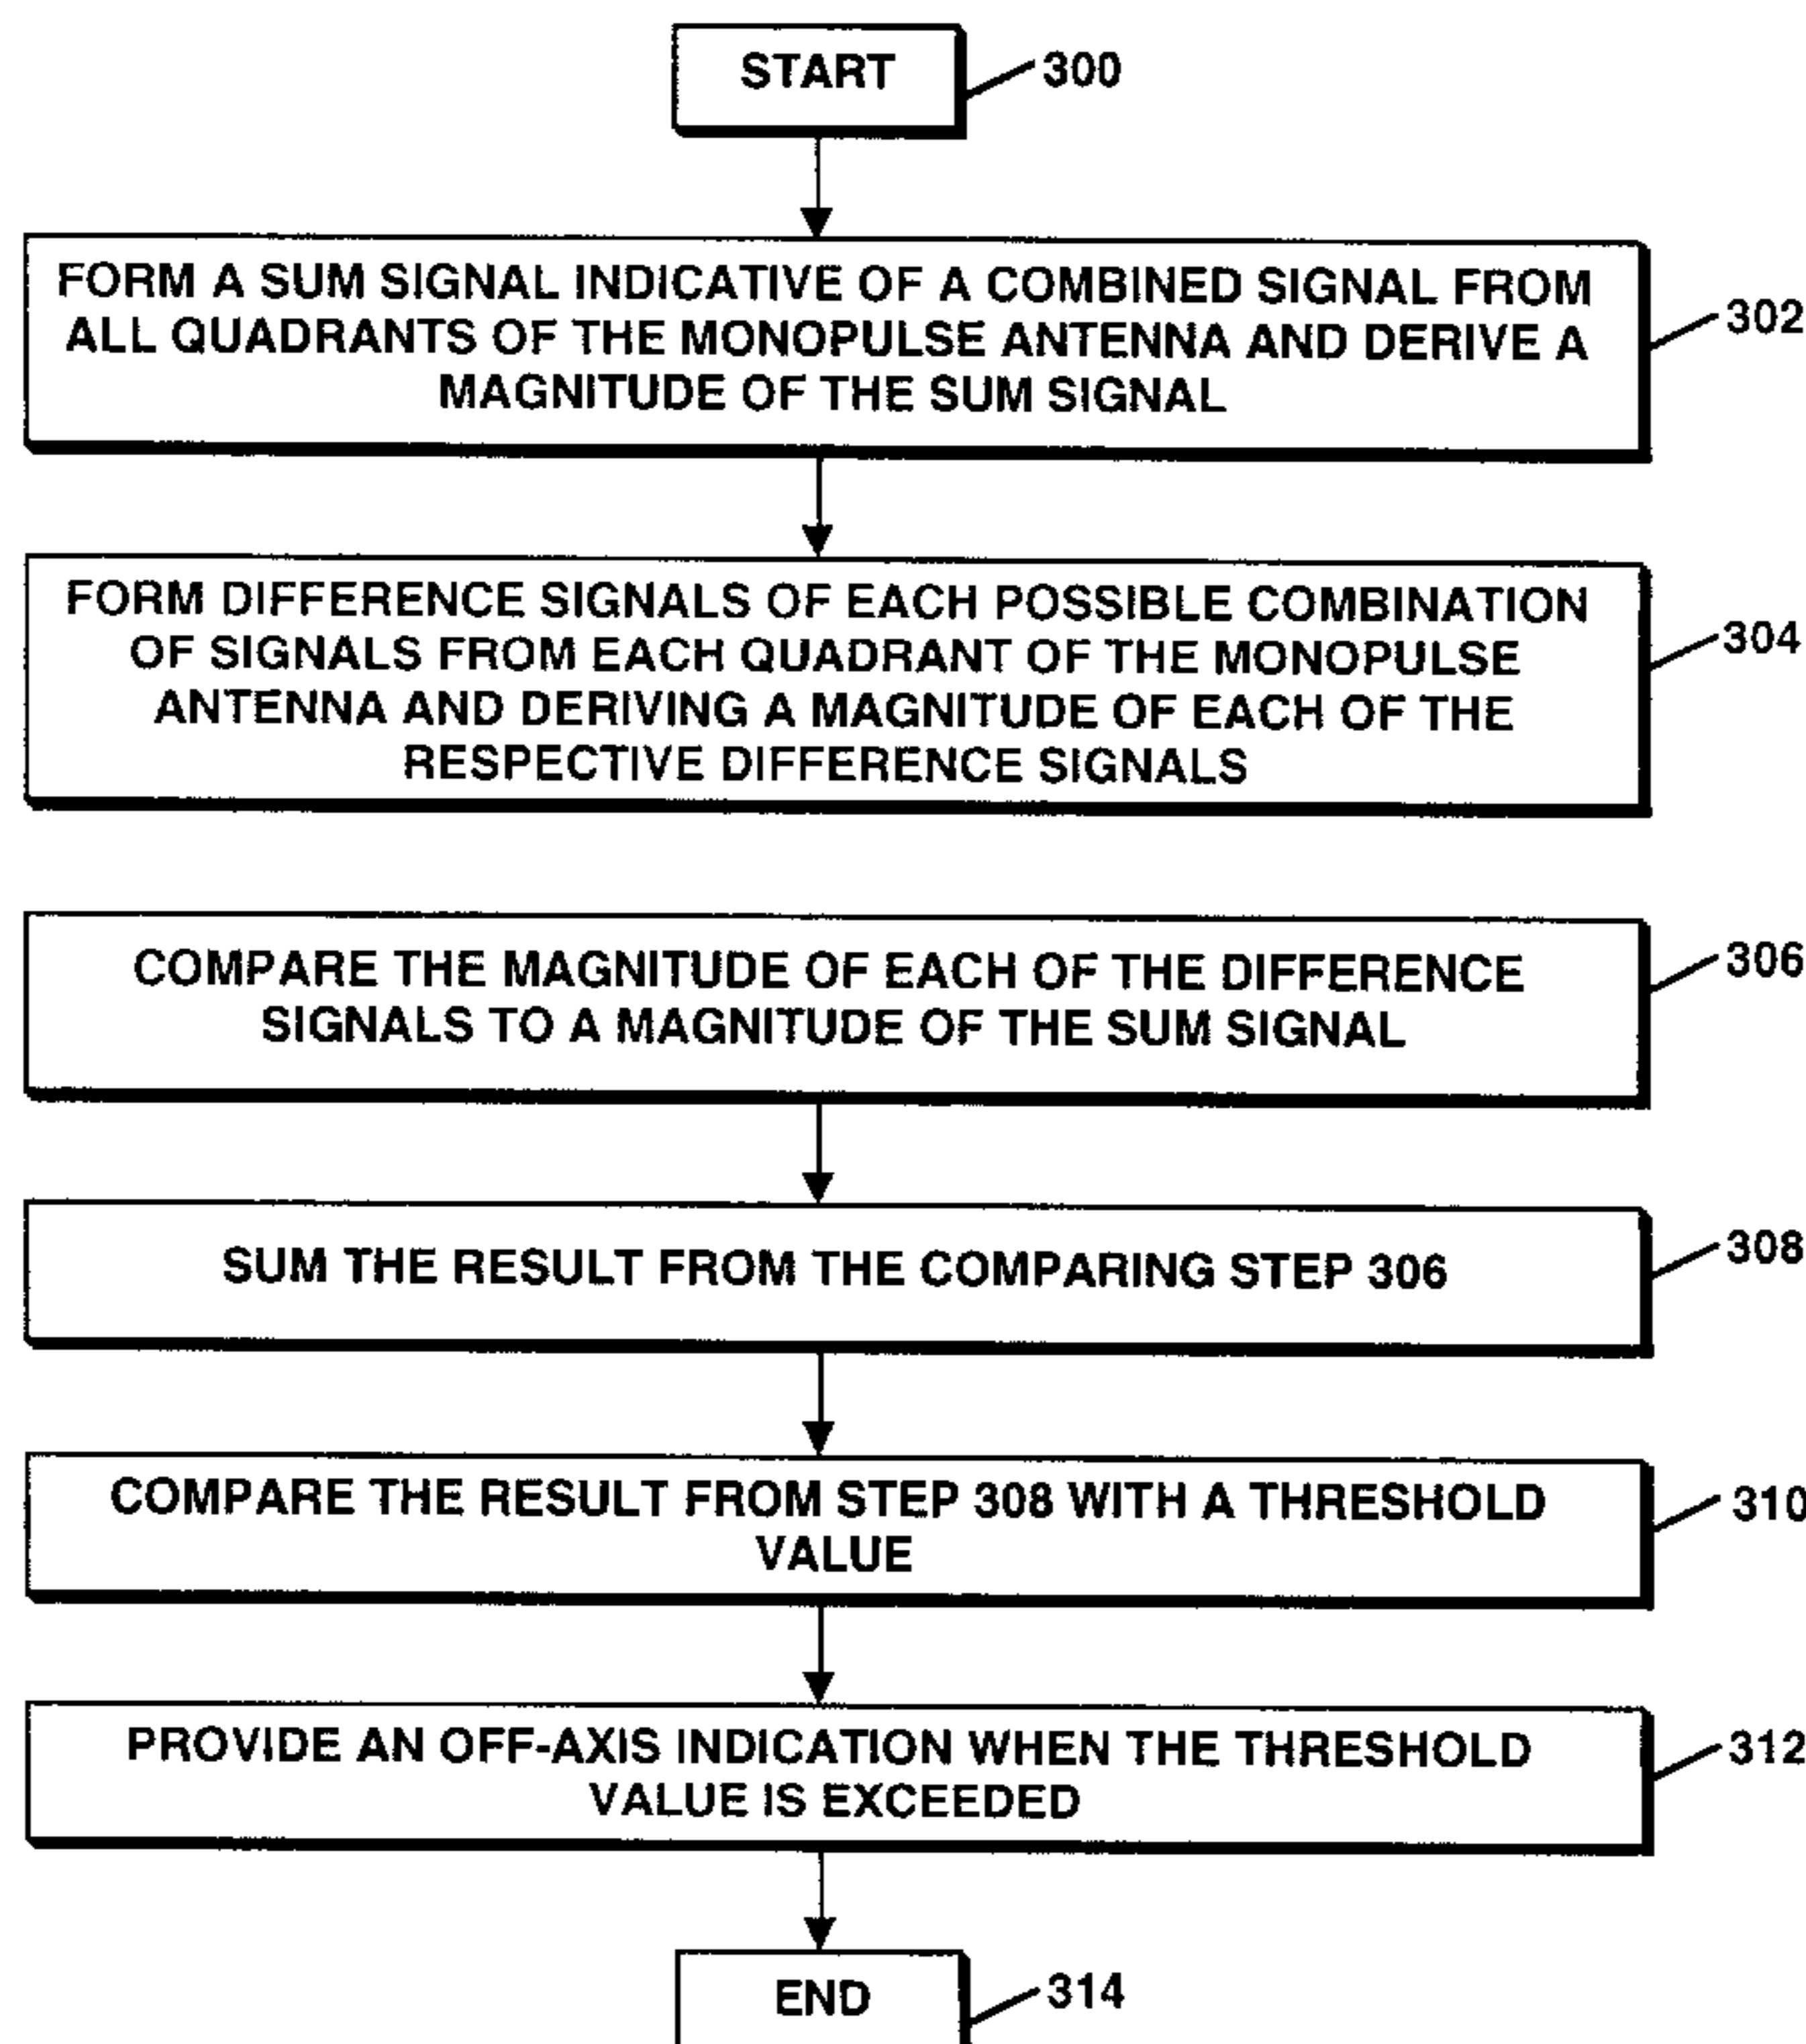 START
300
FORM A SUM SIGNAL INDICATIVE OF A COMBINED SIGNAL FROM
ALL QUADRANTS OF THE MONOPULSE ANTENNA AND DERIVE A
MAGNITUDE OF THE SUM SIGNAL
302
FORM DIFFERENCE SIGNALS OF EACH POSSIBLE COMBINATION
OF SIGNALS FROM EACH QUADRANT OF THE MONOPULSE
ANTENNA AND DERIVING A MAGNITUDE OF EACH OF THE
RESPECTIVE DIFFERENCE SIGNALS
304
COMPARE THE MAGNITUDE OF EACH OF THE DIFFERENCE
SIGNALS TO A MAGNITUDE OF THE SUM SIGNAL
306
SUM THE RESULT FROM THE COMPARING STEP 306
308
COMPARE THE RESULT FROM STEP 308 WITH A THRESHOLD
VALUE
310
PROVIDE AN OFF-AXIS INDICATION WHEN THE THRESHOLD
VALUE IS EXCEEDED
312
END
314